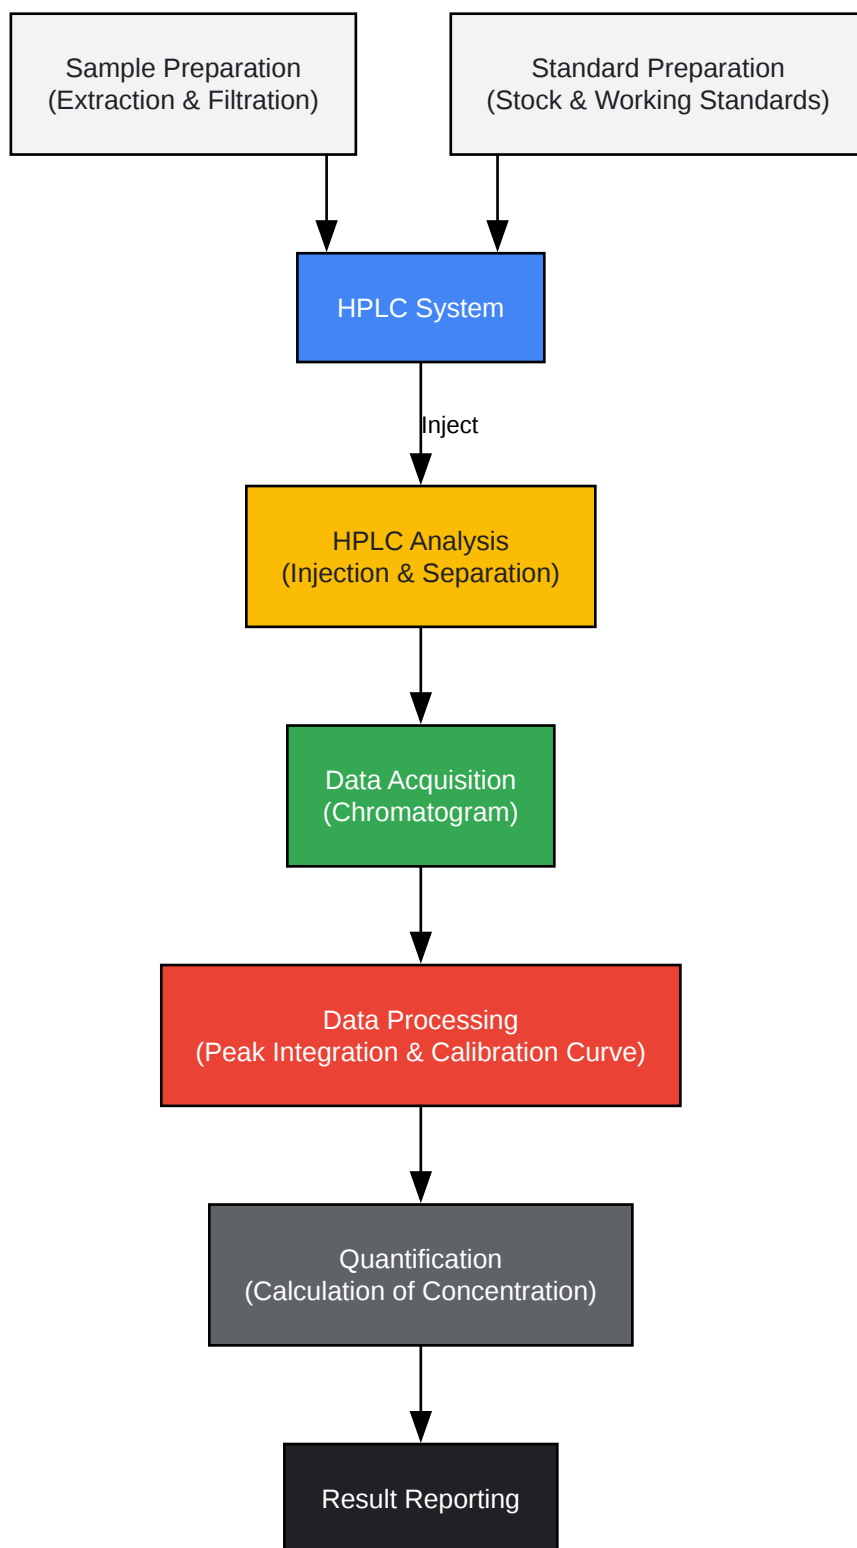 Sample Preparation
(Extraction & Filtration)
Standard Preparation
(Stock & Working Standards)
HPLC System
Inject
HPLC Analysis
(Injection & Separation)
Data Acquisition
(Chromatogram)
Data Processing
(Peak Integration & Calibration Curve)
Quantification
(Calculation of Concentration)
Result Reporting